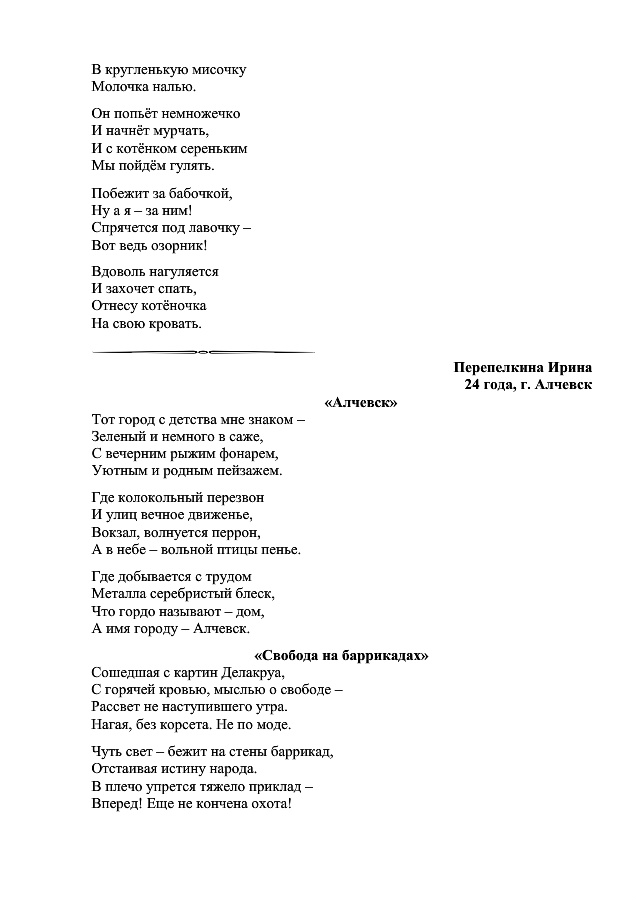 В кругленькую мисочку
Молочка налью.
Он попьёт немножечко
И начнёт мурчать,
И с котёнком сереньким
Мы пойдём гулять.
Побежит за бабочкой,
Ну а я – за ним!
Спрячется под лавочку –
Вот ведь озорник!
Вдоволь нагуляется
И захочет спать,
Отнесу котёночка
На свою кровать.
Перепелкина Ирина
24 года, г. Алчевск
«Алчевск»
Тот город с детства мне знаком –
Зеленый и немного в саже,
С вечерним рыжим фонарем,
Уютным и родным пейзажем.
Где колокольный перезвон
И улиц вечное движенье,
Вокзал, волнуется перрон,
А в небе – вольной птицы пенье.
Где добывается с трудом
Металла серебристый блеск,
Что гордо называют – дом,
А имя городу – Алчевск.
«Свобода на баррикадах»
Сошедшая с картин Делакруа,
С горячей кровью, мыслью о свободе –
Рассвет не наступившего утра.
Нагая, без корсета. Не по моде.
Чуть свет – бежит на стены баррикад,
Отстаивая истину народа.
В плечо упрется тяжело приклад –
Вперед! Еще не кончена охота!